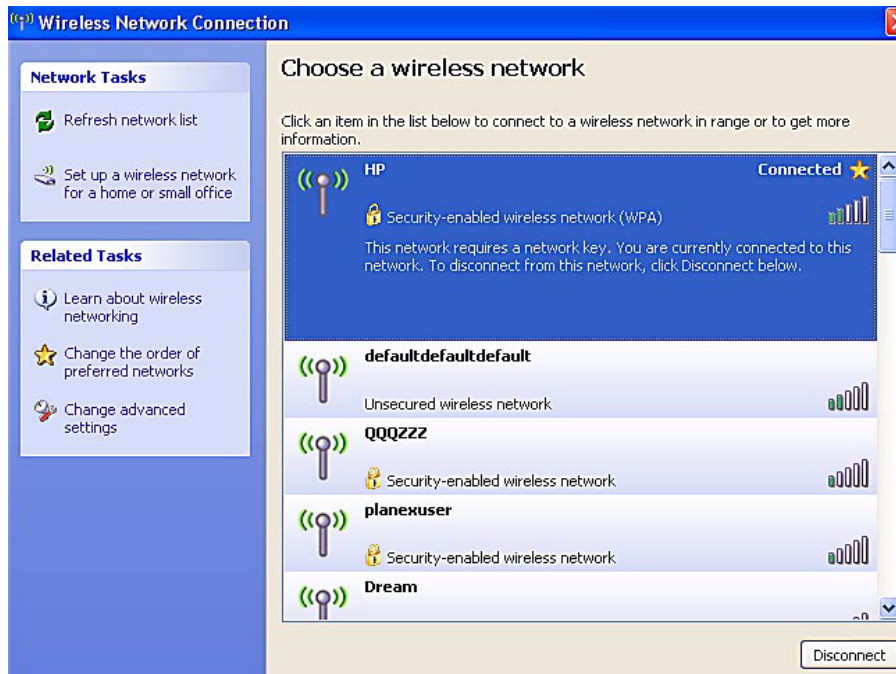 Wireless Network Connection
Network Tasks
Refresh network list
Set up a wireless network
for a home or small office
Related Tasks
Learn about wireless
networking
Change the order of
preferred networks
Change advanced
settings
Choose a wireless network
Click an item in the list below to connect to a wireless network in range or to get more
information.
HP
Connected
Security-enabled wireless network (WPA)
This network requires a network key. You are currently connected to this
network. To disconnect from this network, click Disconnect below.
defaultdefaultdefault
Unsecured wireless network
QQQZZZ
Security-enabled wireless network
planexuser
Security-enabled wireless network
Dream
Disconnect